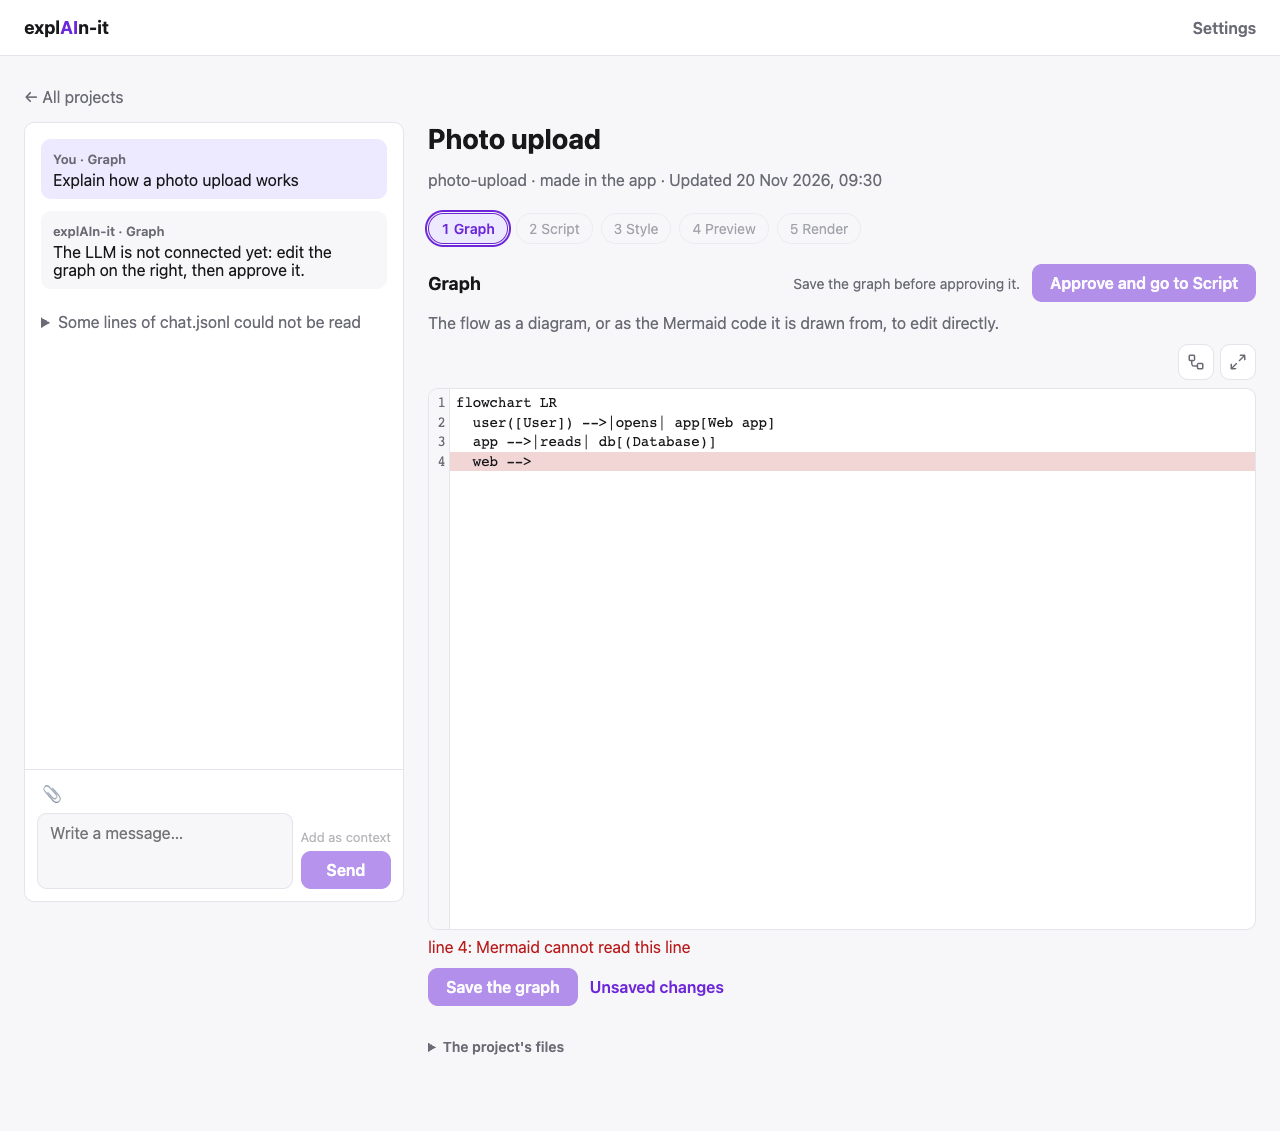 explAIn-it
Settings
← All projects
You · Graph
Explain how a photo upload works
explAIn-it · Graph
The LLM is not connected yet: edit the
graph on the right, then approve it.
Some lines of chat.jsonl could not be read
Add as context
Write a message...
Send
Photo upload
photo-upload · made in the app · Updated 20 Nov 2026, 09:30
1 Graph
2 Script
3 Style
4 Preview
5 Render
Graph
Save the graph before approving it.
Approve and go to Script
The flow as a diagram, or as the Mermaid code it is drawn from, to edit directly.
1 flowchart LR
2   user([User]) -->|opens| app[Web app]
3   app -->|reads| db[(Database)]
4   web -->
line 4: Mermaid cannot read this line
Save the graph
Unsaved changes
The project's files